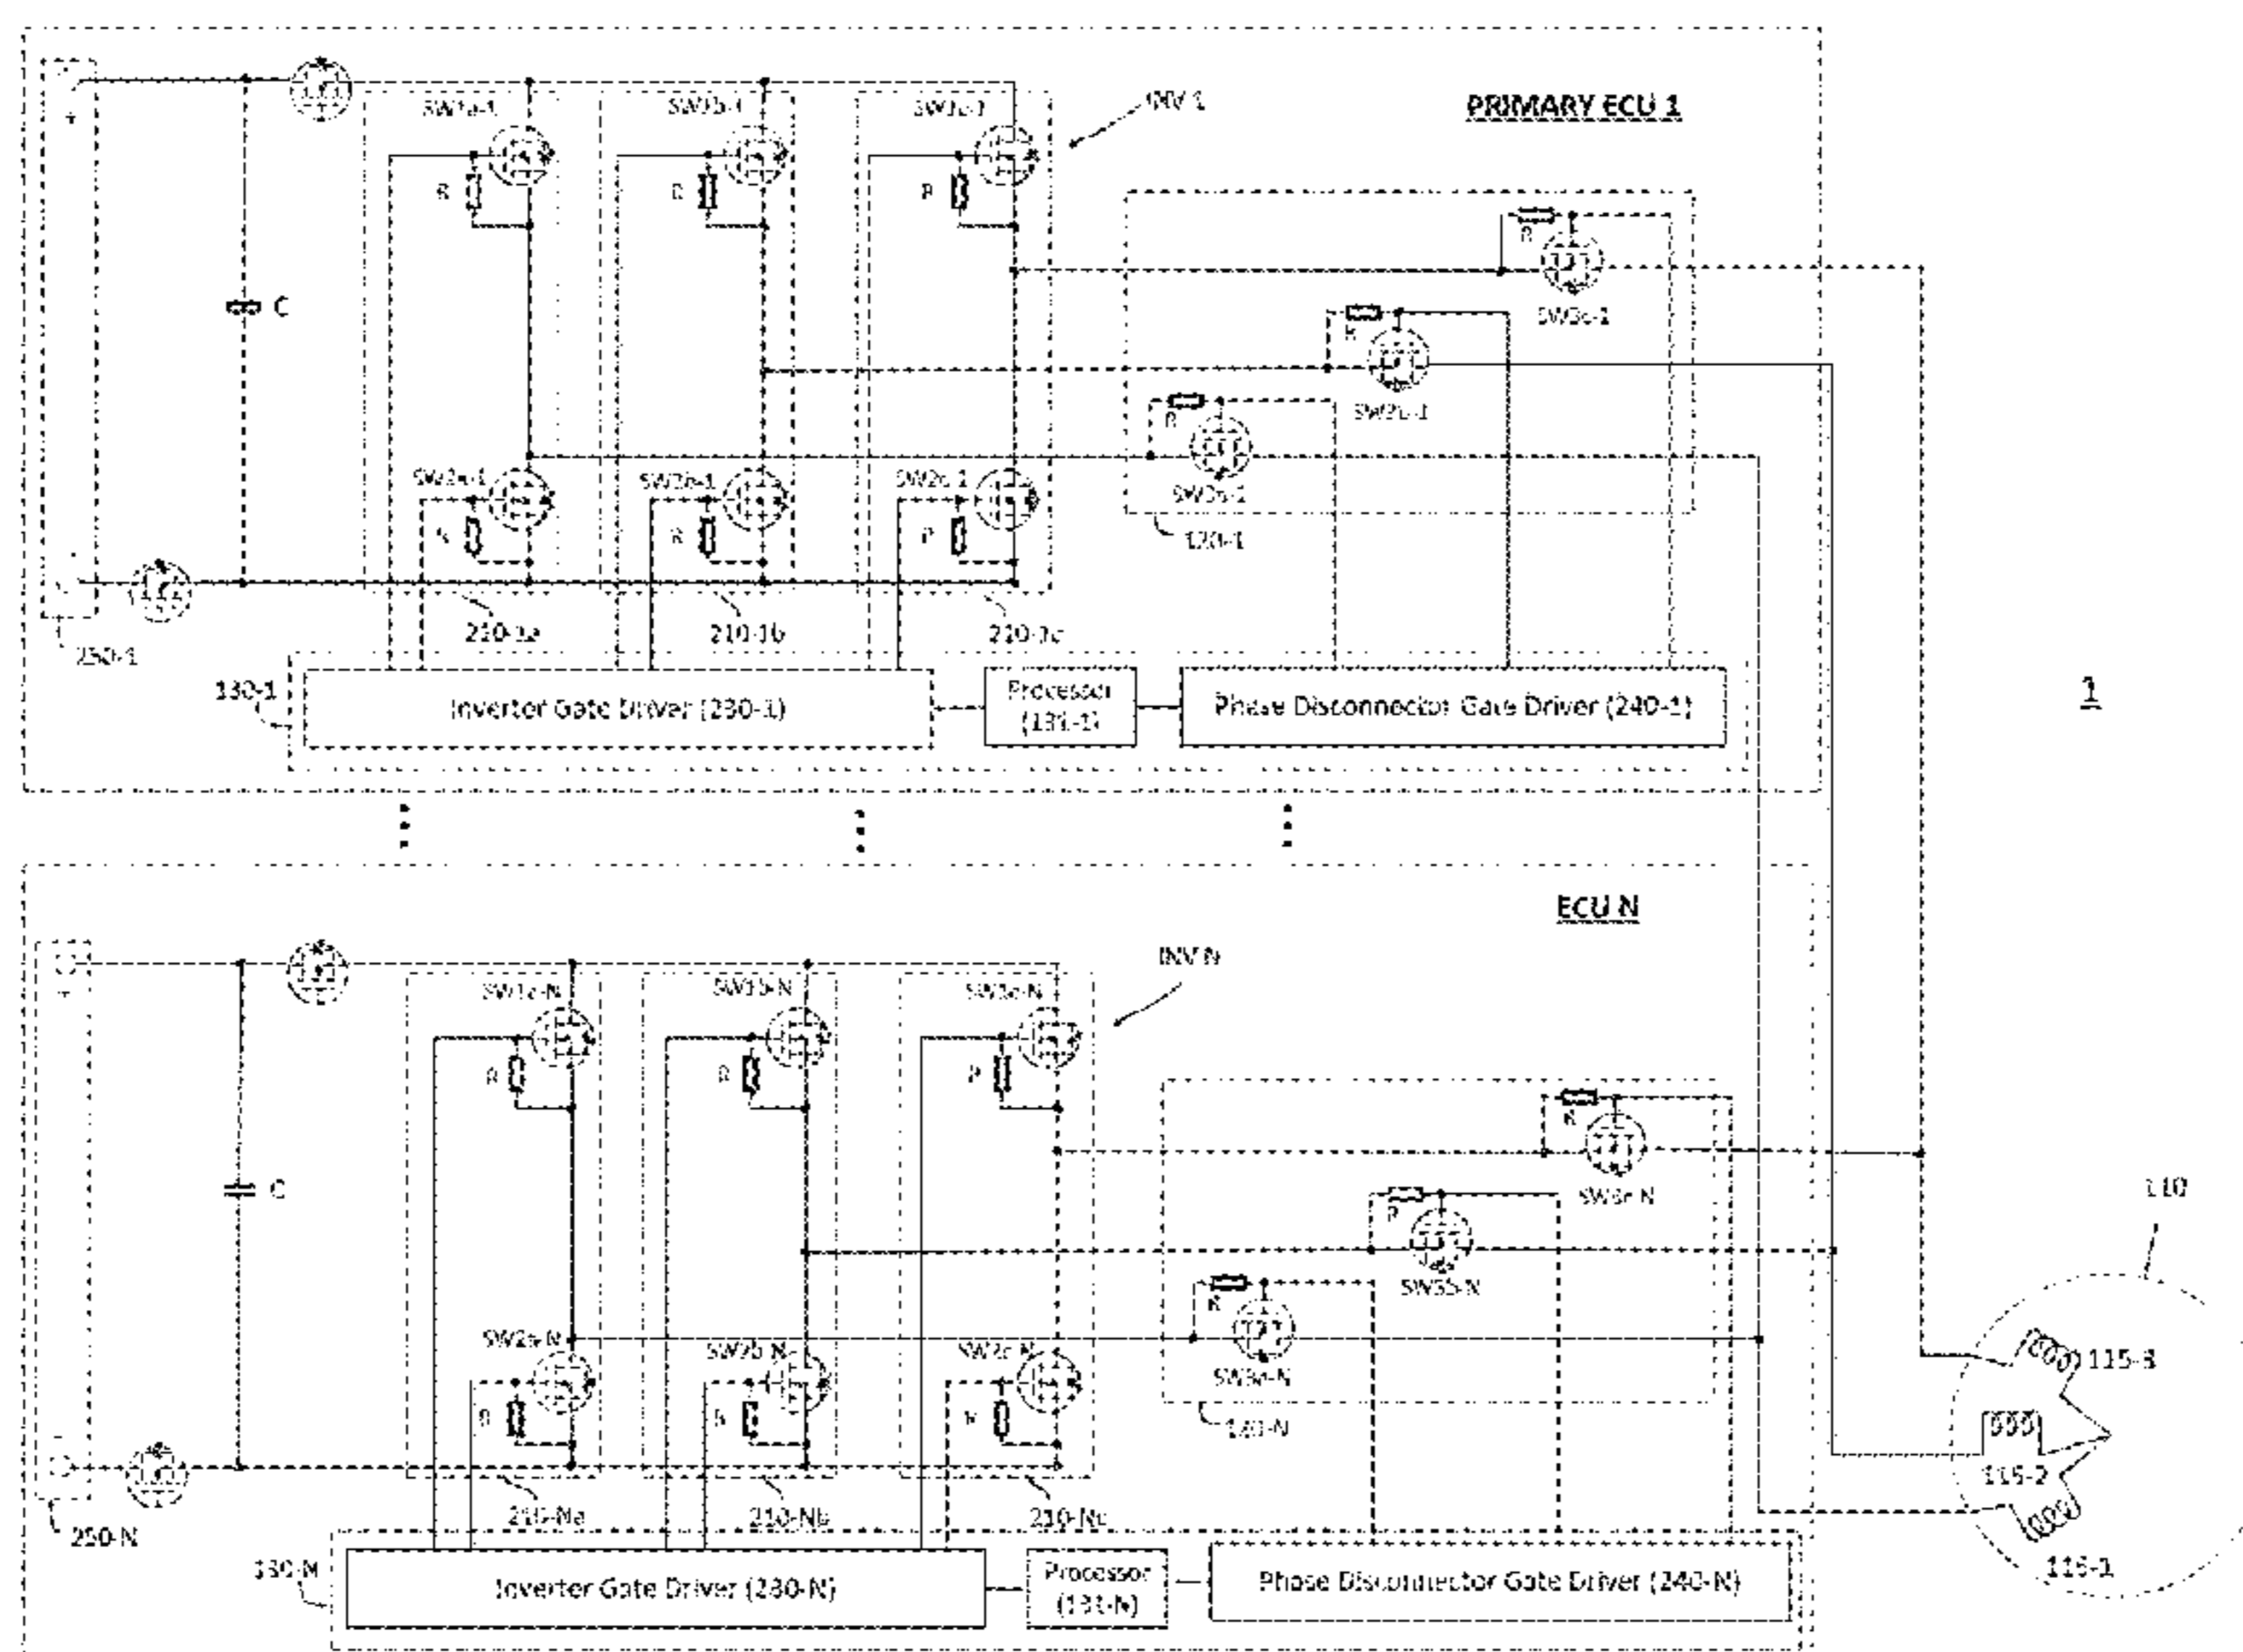 PRIMARY ECU 1
INV 1
SW1a-1
SW1b-1
SW1c-1
R
R
R
C
R
SW3c-1
R
SW3b-1
R
SW3a-1
SW2a-1
SW2b-1
SW2c-1
R
R
R
120-1
250-1
210-1a
210-1b
210-1c
130-1
Inverter Gate Driver (230-1)
Processor
(131-1)
Phase Disconnector Gate Driver (240-1)
1
ECU N
INV N
SW1a-N
SW1b-N
SW1c-N
R
R
R
C
R
SW3c-N
R
SW3b-N
R
SW3a-N
110
115-3
115-2
115-1
SW2a-N
SW2b-N
SW2c-N
R
R
R
120-N
250-N
210-Na
210-Nb
210-Nc
130-N
Inverter Gate Driver (230-N)
Processor
(131-N)
Phase Disconnector Gate Driver (240-N)